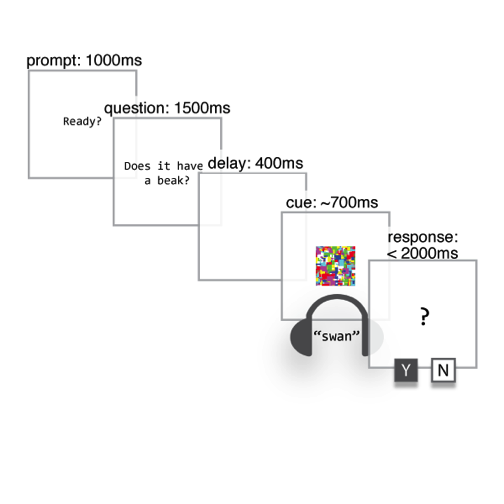 prompt: 1000ms
Ready?
question: 1500ms
Does it have
a beak?
delay: 400ms
cue: ~700ms
“swan”
response:
< 2000ms
?
Y N